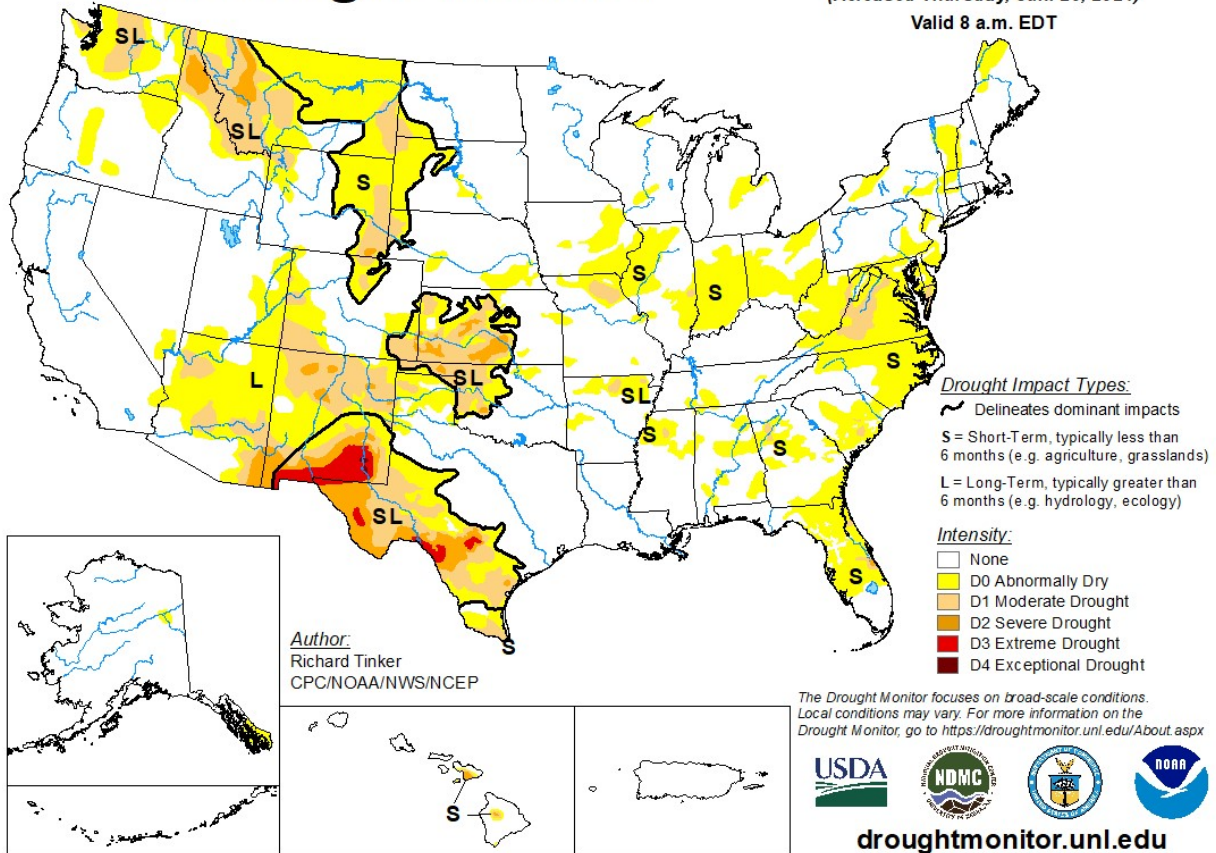 Valid 8 a.m. EDT
SL
SL
S
S
S
L
SL
S
SL
S
S
SL
S
S
Drought Impact Types:
Delineates dominant impacts
S = Short-Term, typically less than
6 months (e.g. agriculture, grasslands)
L = Long-Term, typically greater than
6 months (e.g. hydrology, ecology)
Intensity:
None
D0 Abnormally Dry
D1 Moderate Drought
D2 Severe Drought
D3 Extreme Drought
D4 Exceptional Drought
Author:
Richard Tinker
CPC/NOAA/NWS/NCEP
S
The Drought Monitor focuses on broad-scale conditions.
Local conditions may vary. For more information on the
Drought Monitor, go to https://droughtmonitor.unl.edu/About.aspx
USDA
NDMC
NOAA
droughtmonitor.unl.edu